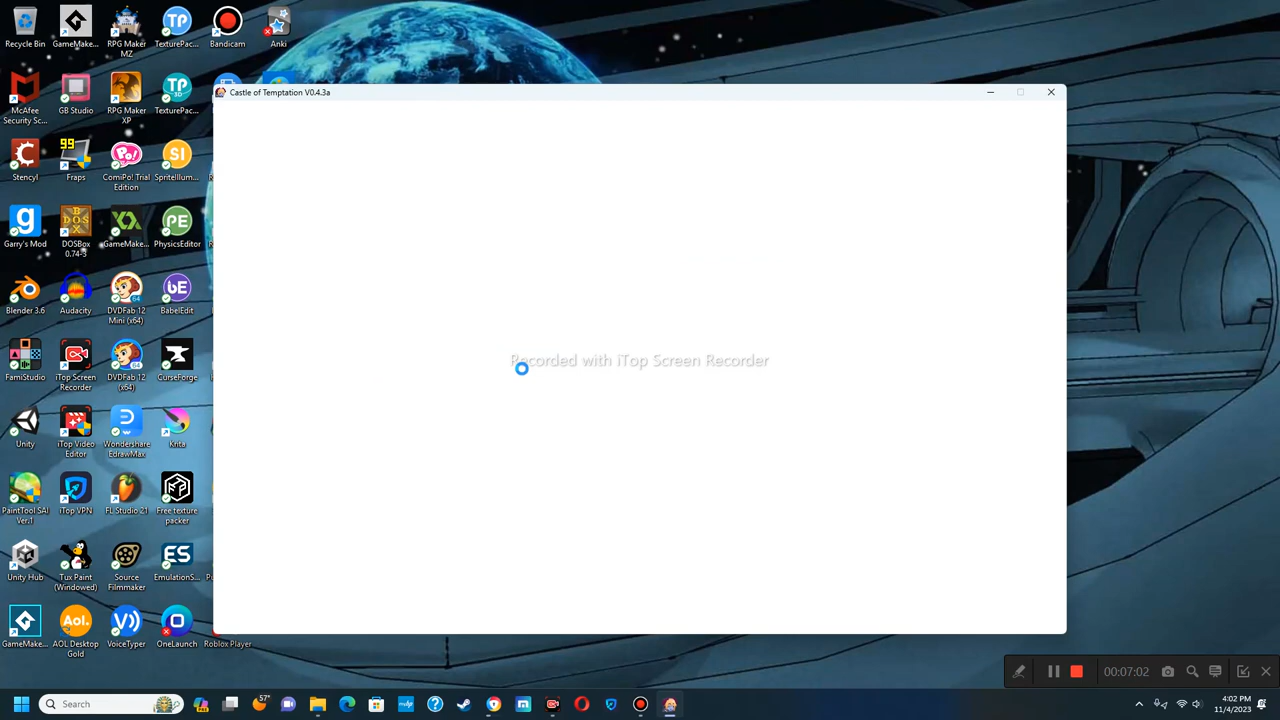 Recycle Bin
GameMake...
RPG Maker MZ
TexturePac...
Bandicam
Anki
Castle of Temptation V0.4.3a
McAfee Security Sc...
GB Studio
RPG Maker XP
TexturePac...
Stencyl
99
Fraps
ComiPo! Trial Edition
SpriteIllum...
Garry's Mod
DOSBox 0.74-3
GameMake...
PhysicsEditor
Blender 3.6
Audacity
DVDFab 12 Mini (x64)
BabelEdit
Recorded with iTop Screen Recorder
FamiStudio
iTop Screen Recorder
DVDFab 12 (x64)
CurseForge
Unity
iTop Video Editor
Wondershare EdrawMax
Krita
PaintTool SAI Ver.1
iTop VPN
FL Studio 21
Free texture packer
Unity Hub
Tux Paint (Windowed)
Source Filmmaker
EmulationS...
GameMake...
AOL Desktop Gold
VoiceTyper
OneLaunch
Roblox Player
00:07:02
Search
57°
4:02 PM
11/4/2023